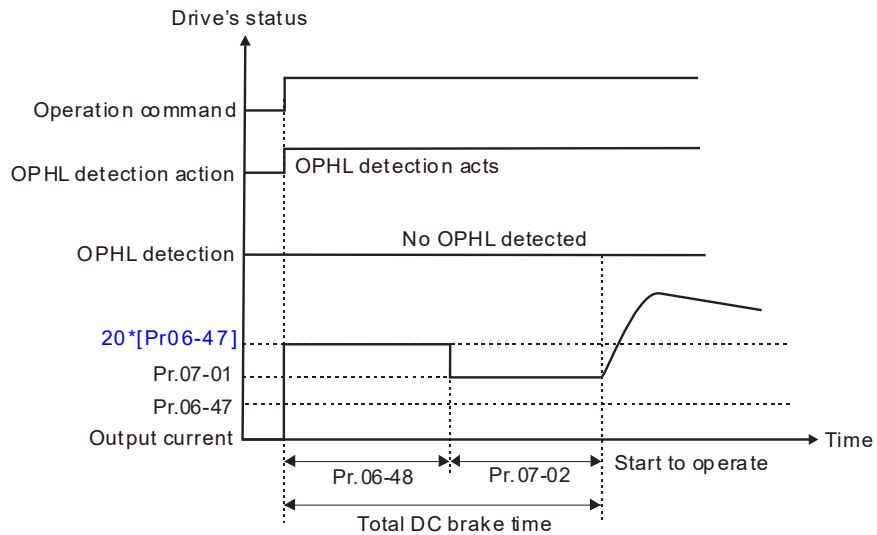 Drive's status
Operation command
OPHL detection action
OPHL detection acts
OPHL detection
No OPHL detected
20*[Pr06-47]
Pr.07-01
Pr.06-47
Output current
Time
Pr.06-48
Pr.07-02
Start to operate
Total DC brake time